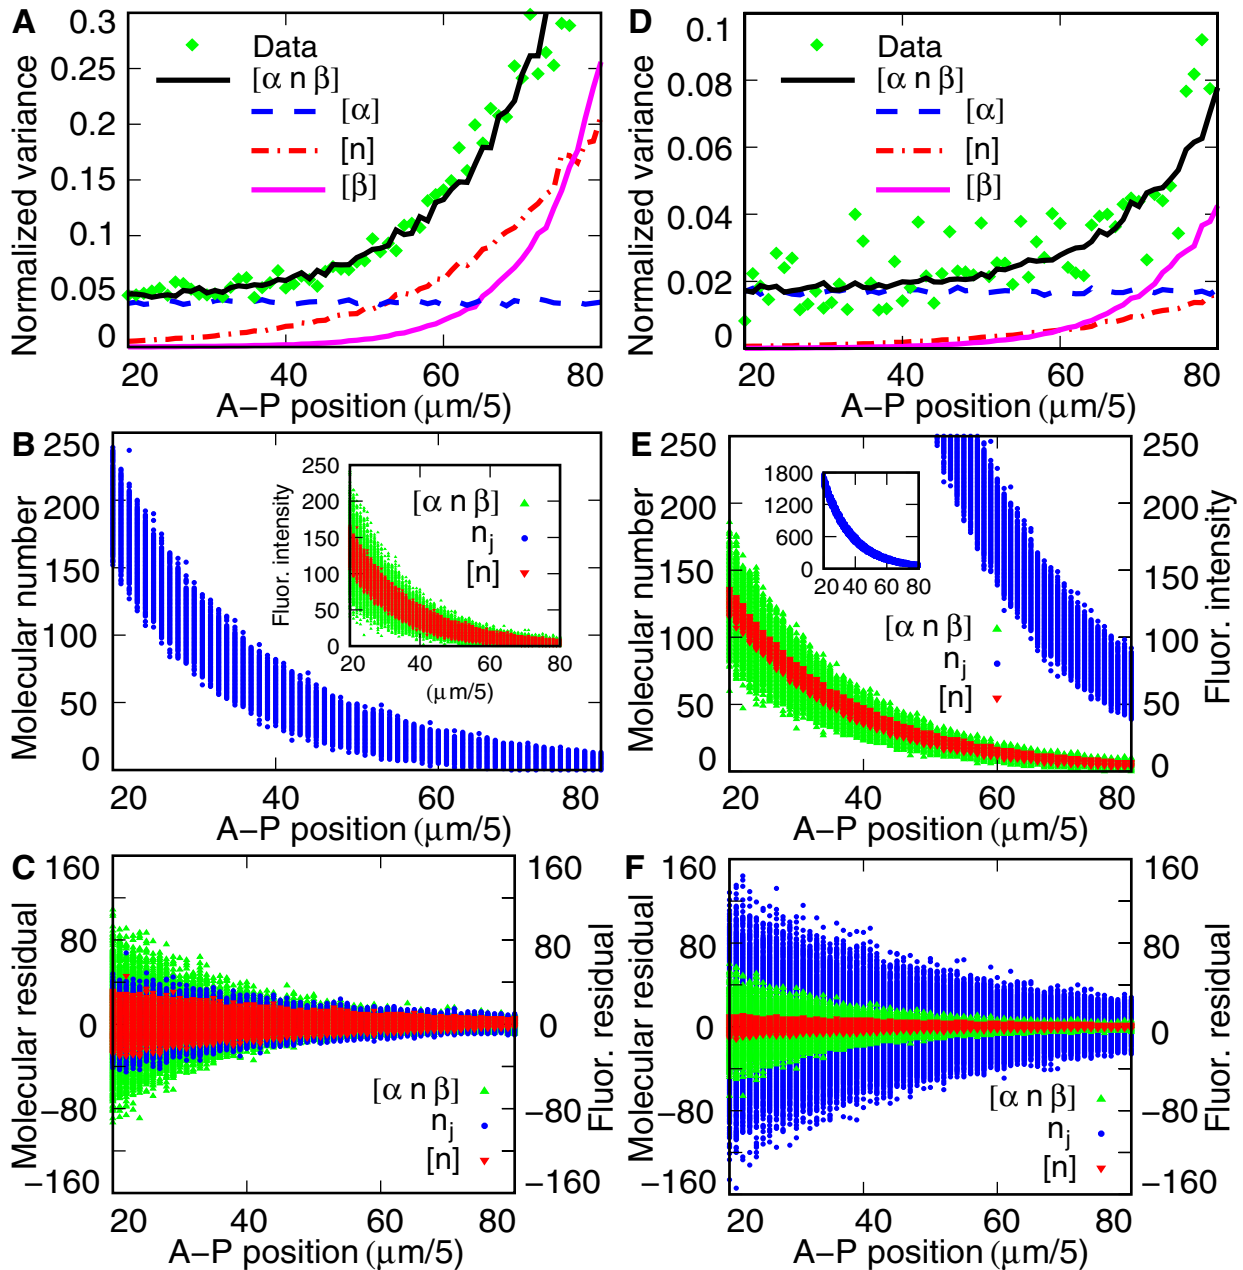 A
Normalized variance
0.3
0.25
0.2
0.15
0.1
0.05
0
Data
[α n β]
[α]
[n]
[β]
20 40 60 80
A−P position (μm/5)
D
Normalized variance
0.1
0.08
0.06
0.04
0.02
0
Data
[α n β]
[α]
[n]
[β]
20 40 60 80
A−P position (μm/5)
B
Molecular number
250
200
150
100
50
0
20 40 60 80
A−P position (μm/5)
Fluor. intensity
250
200
150
100
50
0
[α n β]
nj
[n]
20 40 60 80
(μm/5)
E
Molecular number
250
200
150
100
50
0
1800
1200
600
0
20 40 60 80
[α n β]
nj
[n]
250
200
150
100
50
0
Fluor. intensity
20 40 60 80
A−P position (μm/5)
C
Molecular residual
160
80
0
−80
−160
[α n β]
nj
[n]
160
80
0
−80
−160
Fluor. residual
20 40 60 80
A−P position (μm/5)
F
Molecular residual
160
80
0
−80
−160
[α n β]
nj
[n]
160
80
0
−80
−160
Fluor. residual
20 40 60 80
A−P position (μm/5)